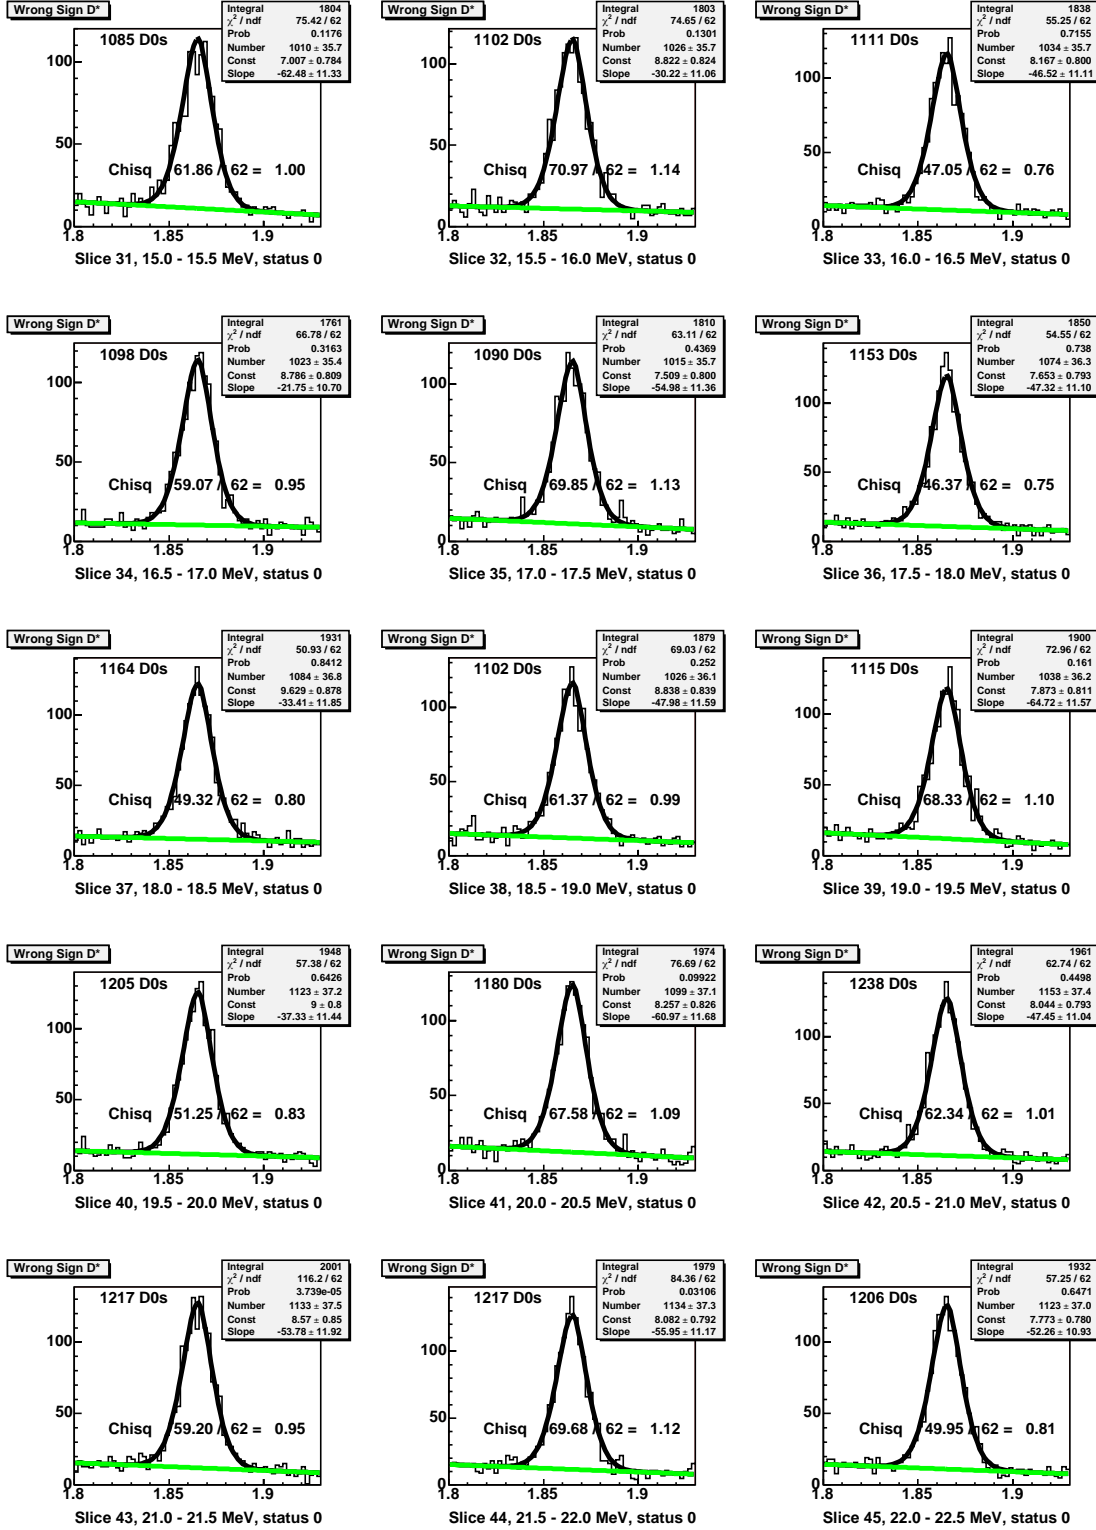 Wrong Sign D*
Integral 1804
χ² / ndf 75.42 / 62
Prob 0.1176
Number 1010 ± 35.7
Const 7.007 ± 0.784
Slope -62.48 ± 11.33
1085 D0s
100
50
0
Chisq 61.86 / 62 = 1.00
1.8 1.85 1.9
Slice 31, 15.0 - 15.5 MeV, status 0
Wrong Sign D*
Integral 1803
χ² / ndf 74.65 / 62
Prob 0.1301
Number 1026 ± 35.7
Const 8.822 ± 0.824
Slope -30.22 ± 11.06
1102 D0s
100
50
0
Chisq 70.97 / 62 = 1.14
1.8 1.85 1.9
Slice 32, 15.5 - 16.0 MeV, status 0
Wrong Sign D*
Integral 1838
χ² / ndf 55.25 / 62
Prob 0.7155
Number 1034 ± 35.7
Const 8.167 ± 0.800
Slope -46.52 ± 11.11
1111 D0s
100
50
0
Chisq 47.05 / 62 = 0.76
1.8 1.85 1.9
Slice 33, 16.0 - 16.5 MeV, status 0
Wrong Sign D*
Integral 1761
χ² / ndf 66.78 / 62
Prob 0.3163
Number 1023 ± 35.4
Const 8.786 ± 0.809
Slope -21.75 ± 10.70
1098 D0s
100
50
0
Chisq 59.07 / 62 = 0.95
1.8 1.85 1.9
Slice 34, 16.5 - 17.0 MeV, status 0
Wrong Sign D*
Integral 1810
χ² / ndf 63.11 / 62
Prob 0.4369
Number 1015 ± 35.7
Const 7.509 ± 0.800
Slope -54.98 ± 11.36
1090 D0s
100
50
0
Chisq 69.85 / 62 = 1.13
1.8 1.85 1.9
Slice 35, 17.0 - 17.5 MeV, status 0
Wrong Sign D*
Integral 1850
χ² / ndf 54.55 / 62
Prob 0.738
Number 1074 ± 36.3
Const 7.653 ± 0.793
Slope -47.32 ± 11.10
1153 D0s
100
50
0
Chisq 46.37 / 62 = 0.75
1.8 1.85 1.9
Slice 36, 17.5 - 18.0 MeV, status 0
Wrong Sign D*
Integral 1931
χ² / ndf 50.93 / 62
Prob 0.8412
Number 1084 ± 36.8
Const 9.629 ± 0.878
Slope -33.41 ± 11.85
1164 D0s
100
50
0
Chisq 49.32 / 62 = 0.80
1.8 1.85 1.9
Slice 37, 18.0 - 18.5 MeV, status 0
Wrong Sign D*
Integral 1879
χ² / ndf 69.03 / 62
Prob 0.252
Number 1026 ± 36.1
Const 8.838 ± 0.839
Slope -47.98 ± 11.59
1102 D0s
100
50
0
Chisq 61.37 / 62 = 0.99
1.8 1.85 1.9
Slice 38, 18.5 - 19.0 MeV, status 0
Wrong Sign D*
Integral 1900
χ² / ndf 72.96 / 62
Prob 0.161
Number 1038 ± 36.2
Const 7.873 ± 0.811
Slope -64.72 ± 11.57
1115 D0s
100
50
0
Chisq 68.33 / 62 = 1.10
1.8 1.85 1.9
Slice 39, 19.0 - 19.5 MeV, status 0
Wrong Sign D*
Integral 1948
χ² / ndf 57.38 / 62
Prob 0.6426
Number 1123 ± 37.2
Const 9 ± 0.8
Slope -37.33 ± 11.44
1205 D0s
100
50
0
Chisq 51.25 / 62 = 0.83
1.8 1.85 1.9
Slice 40, 19.5 - 20.0 MeV, status 0
Wrong Sign D*
Integral 1974
χ² / ndf 76.69 / 62
Prob 0.09922
Number 1099 ± 37.1
Const 8.257 ± 0.826
Slope -60.97 ± 11.68
1180 D0s
100
50
0
Chisq 67.58 / 62 = 1.09
1.8 1.85 1.9
Slice 41, 20.0 - 20.5 MeV, status 0
Wrong Sign D*
Integral 1961
χ² / ndf 62.74 / 62
Prob 0.4498
Number 1153 ± 37.4
Const 8.044 ± 0.793
Slope -47.45 ± 11.04
1238 D0s
100
50
0
Chisq 62.34 / 62 = 1.01
1.8 1.85 1.9
Slice 42, 20.5 - 21.0 MeV, status 0
Wrong Sign D*
Integral 2001
χ² / ndf 116.2 / 62
Prob 3.739e-05
Number 1133 ± 37.5
Const 8.57 ± 0.85
Slope -53.78 ± 11.92
1217 D0s
100
50
0
Chisq 59.20 / 62 = 0.95
1.8 1.85 1.9
Slice 43, 21.0 - 21.5 MeV, status 0
Wrong Sign D*
Integral 1979
χ² / ndf 84.36 / 62
Prob 0.03106
Number 1134 ± 37.3
Const 8.082 ± 0.792
Slope -55.95 ± 11.17
1217 D0s
100
50
0
Chisq 69.68 / 62 = 1.12
1.8 1.85 1.9
Slice 44, 21.5 - 22.0 MeV, status 0
Wrong Sign D*
Integral 1932
χ² / ndf 57.25 / 62
Prob 0.6471
Number 1123 ± 37.0
Const 7.773 ± 0.780
Slope -52.26 ± 10.93
1206 D0s
100
50
0
Chisq 49.95 / 62 = 0.81
1.8 1.85 1.9
Slice 45, 22.0 - 22.5 MeV, status 0